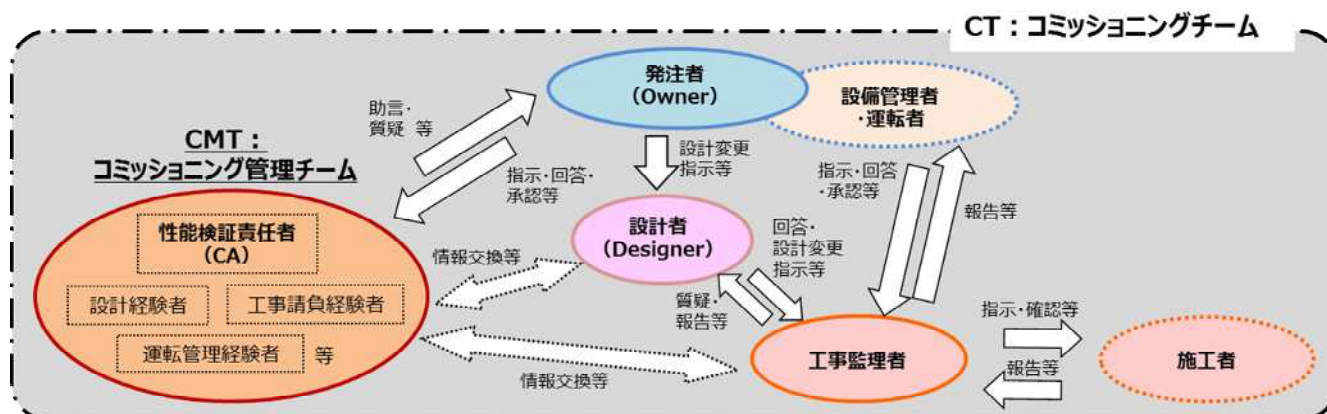 CT：コミッショニングチーム
発注者
（Owner）
設備管理者
・運転者
助言・
質疑 等
CMT：
コミッショニング管理チーム
指示・回答・
承認等
設計変更
指示等
指示・回答
・承認等
報告等
性能検証責任者
（CA）
設計者
（Designer）
回答・
設計変更
指示等
情報交換等
設計経験者
工事請負経験者
質疑・
報告等
指示・確認等
運転管理経験者
等
情報交換等
工事監理者
報告等
施工者